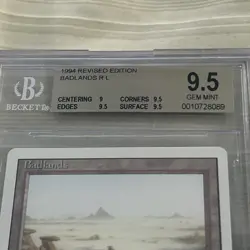 1994 REVISED EDITION
BADLANDS R L
CENTERING 9 CORNERS 9.5
EDGES 9.5 SURFACE 9.5
9.5
GEM MINT
0010728089
BECKETT
Badlands